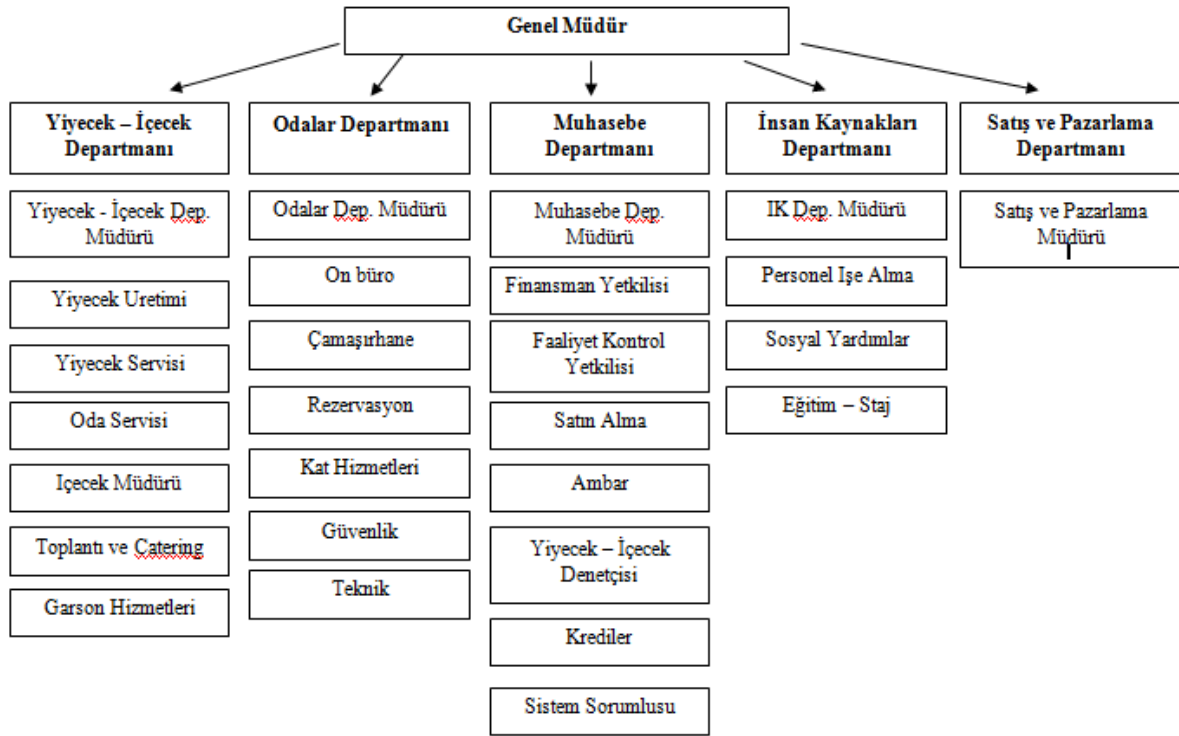 Genel Müdür
Yiyecek – İçecek
Departmanı
Yiyecek - İçecek Dep.
Müdürü
Yiyecek Uretimi
Yiyecek Servisi
Oda Servisi
Içecek Müdürü
Toplantı ve Catering
Garson Hizmetleri
Odalar Departmanı
Odalar Dep. Müdürü
On büro
Çamaşırhane
Rezervasyon
Kat Hizmetleri
Güvenlik
Teknik
Muhasebe
Departmanı
Muhasebe Dep.
Müdürü
Finansman Yetkilisi
Faaliyet Kontrol
Yetkilisi
Satın Alma
Ambar
Yiyecek – İçecek
Denetçisi
Krediler
Sistem Sorumlusu
İnsan Kaynakları
Departmanı
IK Dep. Müdürü
Personel Işe Alma
Sosyal Yardımlar
Eğitim – Staj
Satış ve Pazarlama
Departmanı
Satış ve Pazarlama
Müdürü